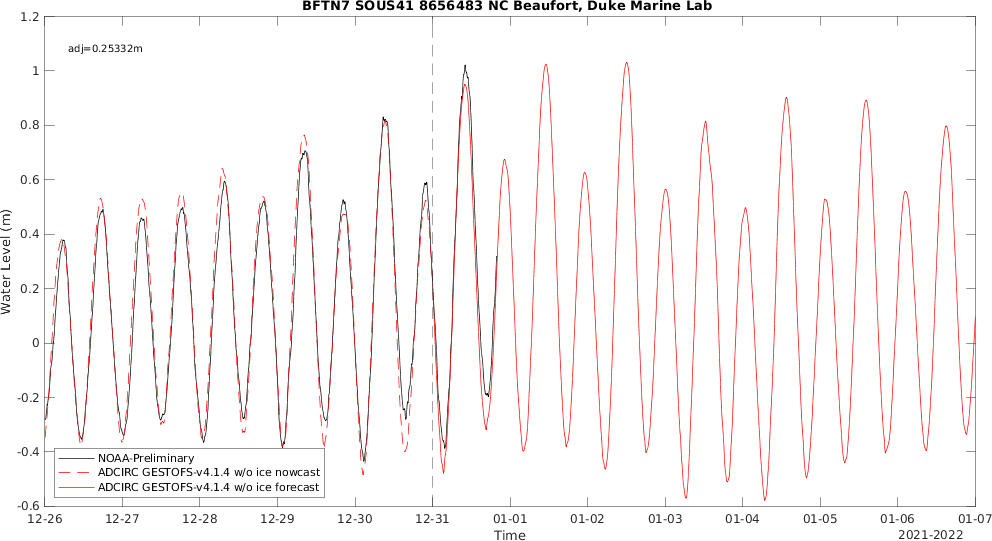 BFTN7 SOUS41 8656483 NC Beaufort, Duke Marine Lab
adj=0.25332m
Water Level (m)
1.2
1
0.8
0.6
0.4
0.2
0
-0.2
-0.4
-0.6
NOAA-Preliminary
ADCIRC GESTOFS-v4.1.4 w/o ice nowcast
ADCIRC GESTOFS-v4.1.4 w/o ice forecast
12-26 12-27 12-28 12-29 12-30 12-31 01-01 01-02 01-03 01-04 01-05 01-06 01-07
Time
2021-2022